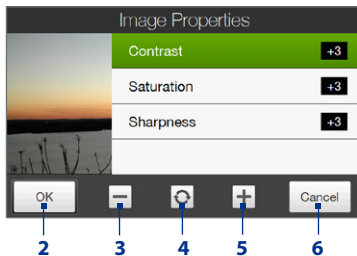 Image Properties
Contrast +3
Saturation +3
Sharpness +3
OK Cancel
2 3 4 5 6